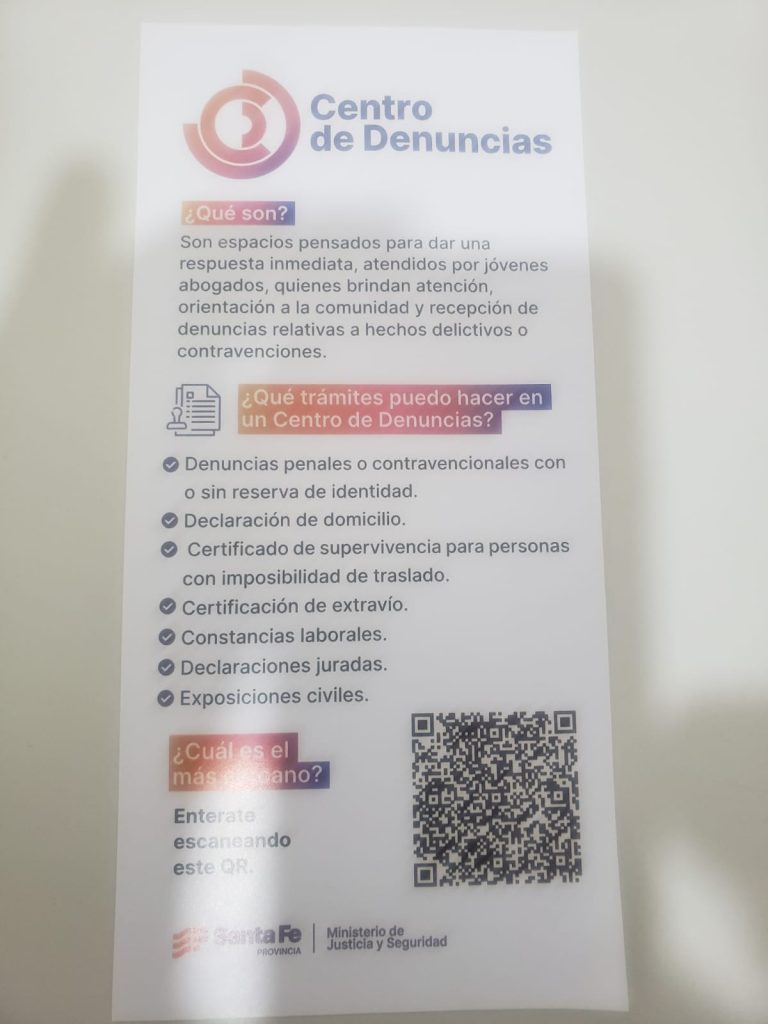 Centro
de Denuncias
¿Qué son?
Son espacios pensados para dar una
respuesta inmediata, atendidos por jóvenes
abogados, quienes brindan atención,
orientación a la comunidad y recepción de
denuncias relativas a hechos delictivos o
contravenciones.
¿Qué trámites puedo hacer en
un Centro de Denuncias?
Denuncias penales o contravencionales con
o sin reserva de identidad.
Declaración de domicilio.
Certificado de supervivencia para personas
con imposibilidad de traslado.
Certificación de extravío.
Constancias laborales.
Declaraciones juradas.
Exposiciones civiles.
¿Cuál es el
más cercano?
Enterate
escaneando
este QR.
Santa Fe
PROVINCIA
Ministerio de
Justicia y Seguridad